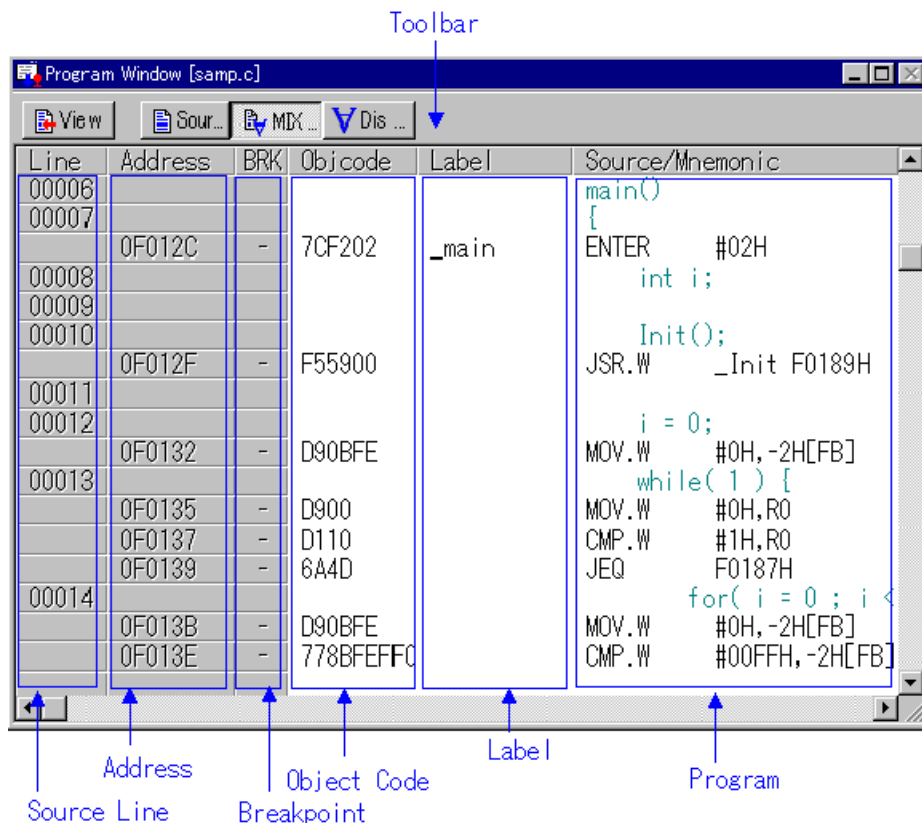 Toolbar
Program Window [samp.c]
View Sour... MIX ... Dis ...
Line Address BRK Objcode Label Source/Mnemonic
00006 main()
00007 {
0F012C - 7CF202 _main ENTER #02H
00008 int i;
00009
00010 Init();
0F012F - F55900 JSR.W _Init F0189H
00011
00012 i = 0;
0F0132 - D90BFE MOV.W #0H,-2H[FB]
00013 while( 1 ) {
0F0135 - D900 MOV.W #0H,R0
0F0137 - D110 CMP.W #1H,R0
0F0139 - 6A4D JEQ F0187H
00014 for( i = 0 ; i <
0F013B - D90BFE MOV.W #0H,-2H[FB]
0F013E - 778BFEFF0 CMP.W #00FFH,-2H[FB]
Label
Address Object Code Program
Source Line Breakpoint